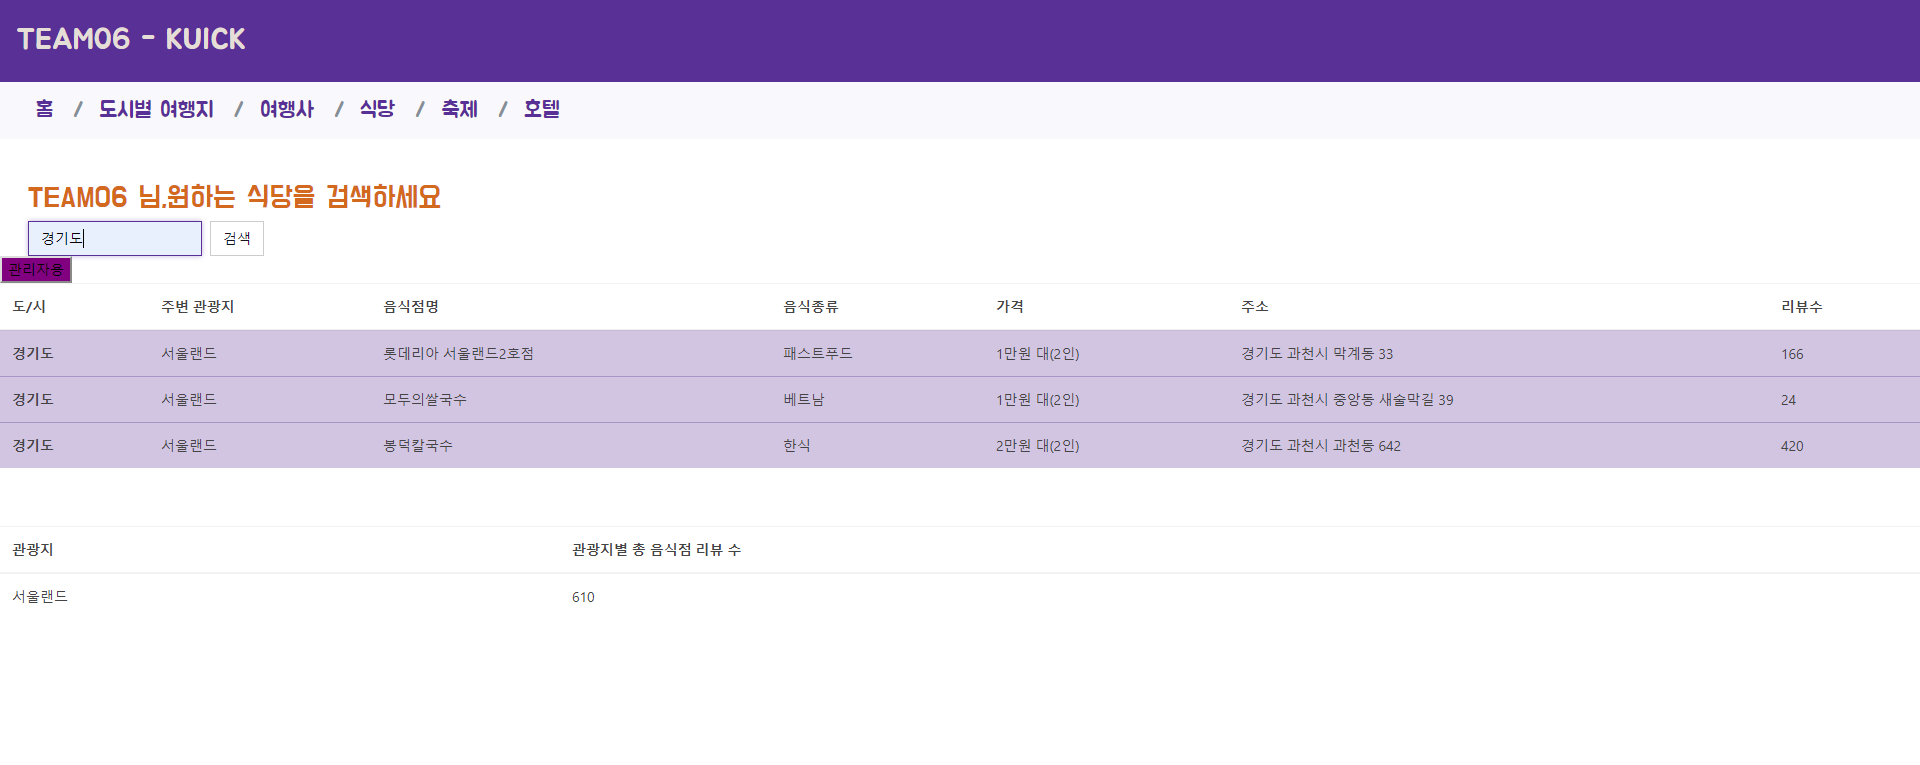 TEAM06 - KUICK
홈 / 도시별 여행지 / 여행사 / 식당 / 축제 / 호텔
TEAM06 님,원하는 식당을 검색하세요
경기도 검색
관리자용
도/시 주변 관광지 음식점명 음식종류 가격 주소 리뷰수
경기도 서울랜드 롯데리아 서울랜드2호점 패스트푸드 1만원 대(2인) 경기도 과천시 막계동 33 166
경기도 서울랜드 모두의쌀국수 베트남 1만원 대(2인) 경기도 과천시 중앙동 새술막길 39 24
경기도 서울랜드 봉덕칼국수 한식 2만원 대(2인) 경기도 과천시 과천동 642 420
관광지 관광지별 총 음식점 리뷰 수
서울랜드 610